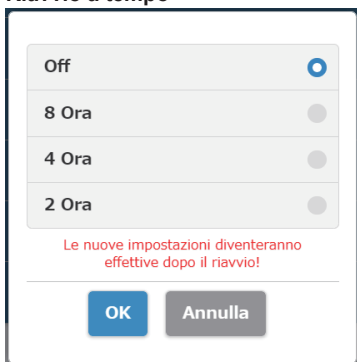 Off
8 Ora
4 Ora
2 Ora
Le nuove impostazioni diventeranno
effettive dopo il riavvio!
OK
Annulla